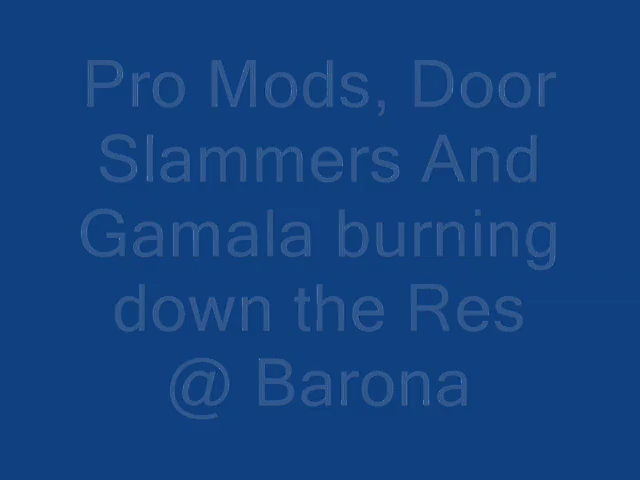 Pro Mods, Door
Slammers And
Gamala burning
down the Res
@ Barona